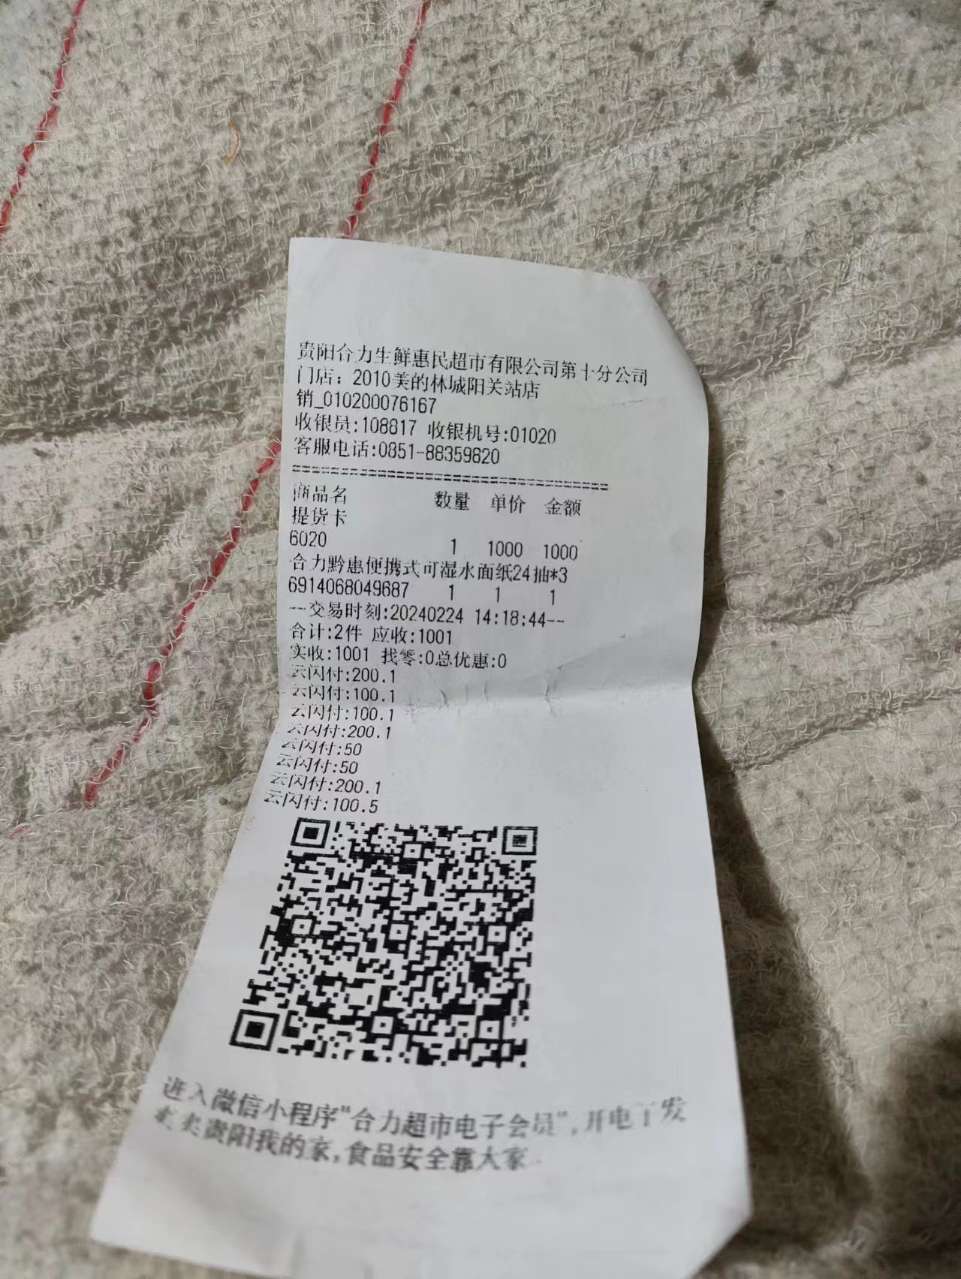 贵阳合力生鲜惠民超市有限公司第十分公司
门店：2010美的林城阳关站店
销_010200076167
收银员:108817 收银机号:01020
客服电话:0851-88359620
================================
商品名 数量 单价 金额
提货卡
6020 1 1000 1000
合力黔惠便携式可湿水面纸24抽*3
6914068049687 1 1 1
---交易时刻:20240224 14:18:44--
合计:2件 应收:1001
实收:1001 找零:0总优惠:0
云闪付:200.1
云闪付:100.1
云闪付:100.1
云闪付:200.1
云闪付:50
云闪付:50
云闪付:200.1
云闪付:100.5
进入微信小程序"合力超市电子会员",开电子发
贵阳我的家,食品安全靠大家